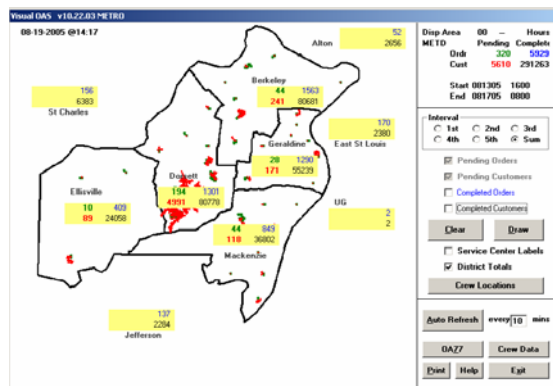 Visual OAS v10.22.03 METRO
08-19-2005 @14:17
52
2656
Alton
156
6383
St Charles
Berkeley
44 1563
241 80681
170
2380
East St Louis
Geraldine
28 1290
171 55239
Dorsett
194 1301
4991 80778
Ellisville
10 409
89 24058
UG
2
2
44 849
118 36802
Mackenzie
137
2284
Jefferson
Disp Area 00 - Hours
METD Pending Complete
Ordr 320 5929
Cust 5610 291263
Start 081305 1600
End 081705 0800
Interval
1st 2nd 3rd
4th 5th Sum
Pending Orders
Pending Customers
Completed Orders
Completed Customers
Clear Draw
Service Center Labels
District Totals
Crew Locations
Auto Refresh every 10 mins
OAZ7 Crew Data
Print Help Exit